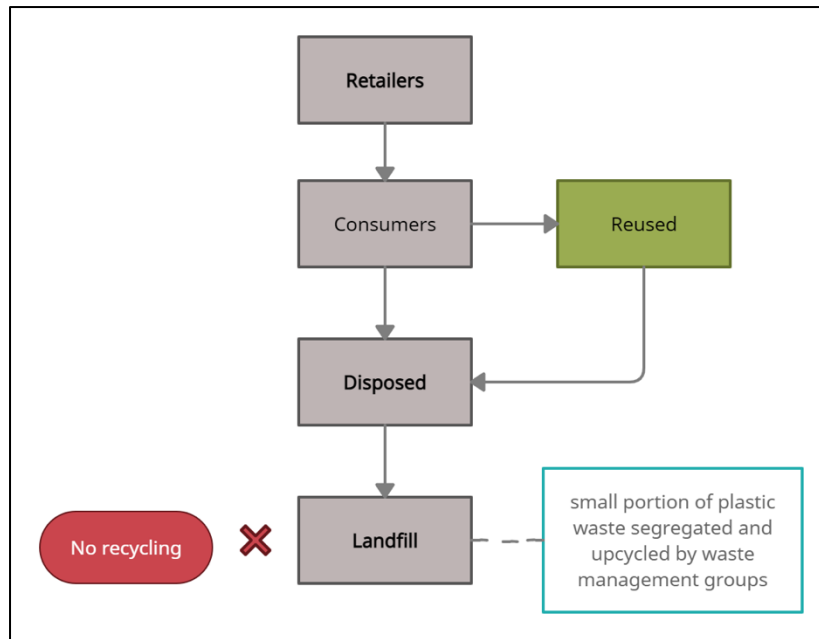 Retailers
Consumers
Reused
Disposed
No recycling
Landfill
small portion of plastic
waste segregated and
upcycled by waste
management groups